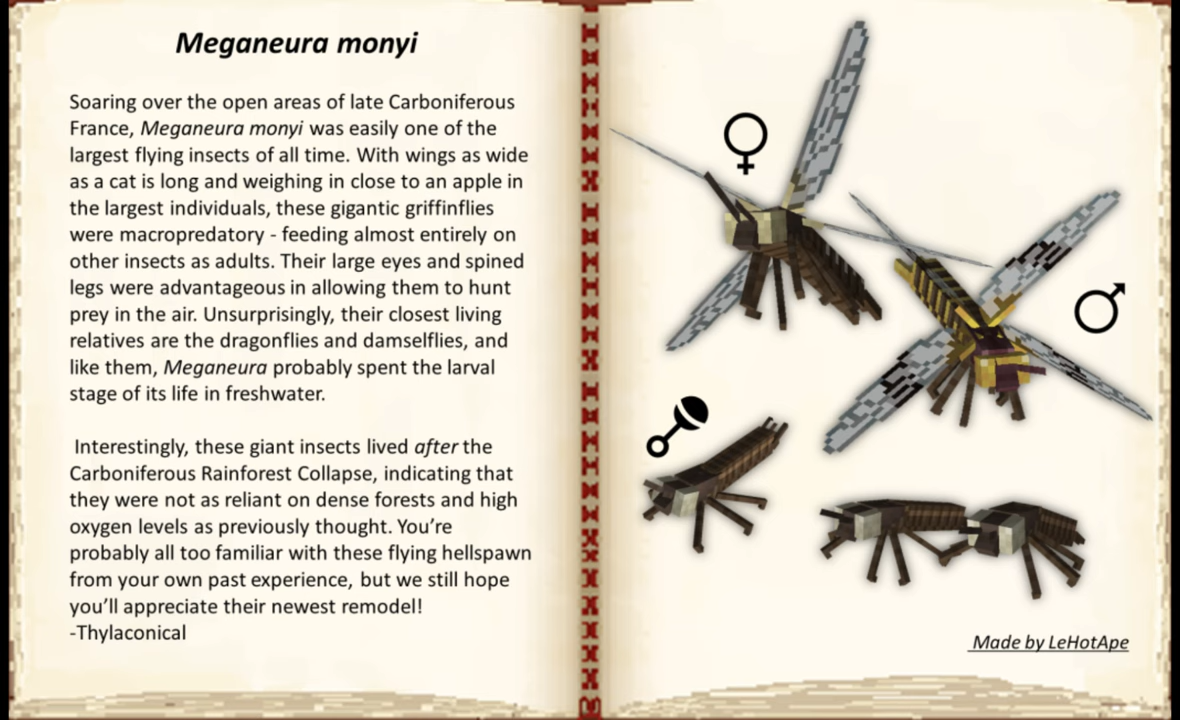 Meganeura monyi
Soaring over the open areas of late Carboniferous
France, Meganeura monyi was easily one of the
largest flying insects of all time. With wings as wide
as a cat is long and weighing in close to an apple in
the largest individuals, these gigantic griffinflies
were macropredatory - feeding almost entirely on
other insects as adults. Their large eyes and spined
legs were advantageous in allowing them to hunt
prey in the air. Unsurprisingly, their closest living
relatives are the dragonflies and damselflies, and
like them, Meganeura probably spent the larval
stage of its life in freshwater.
Interestingly, these giant insects lived after the
Carboniferous Rainforest Collapse, indicating that
they were not as reliant on dense forests and high
oxygen levels as previously thought. You’re
probably all too familiar with these flying hellspawn
from your own past experience, but we still hope
you’ll appreciate their newest remodel!
-Thylaconical
Made by LeHotApe